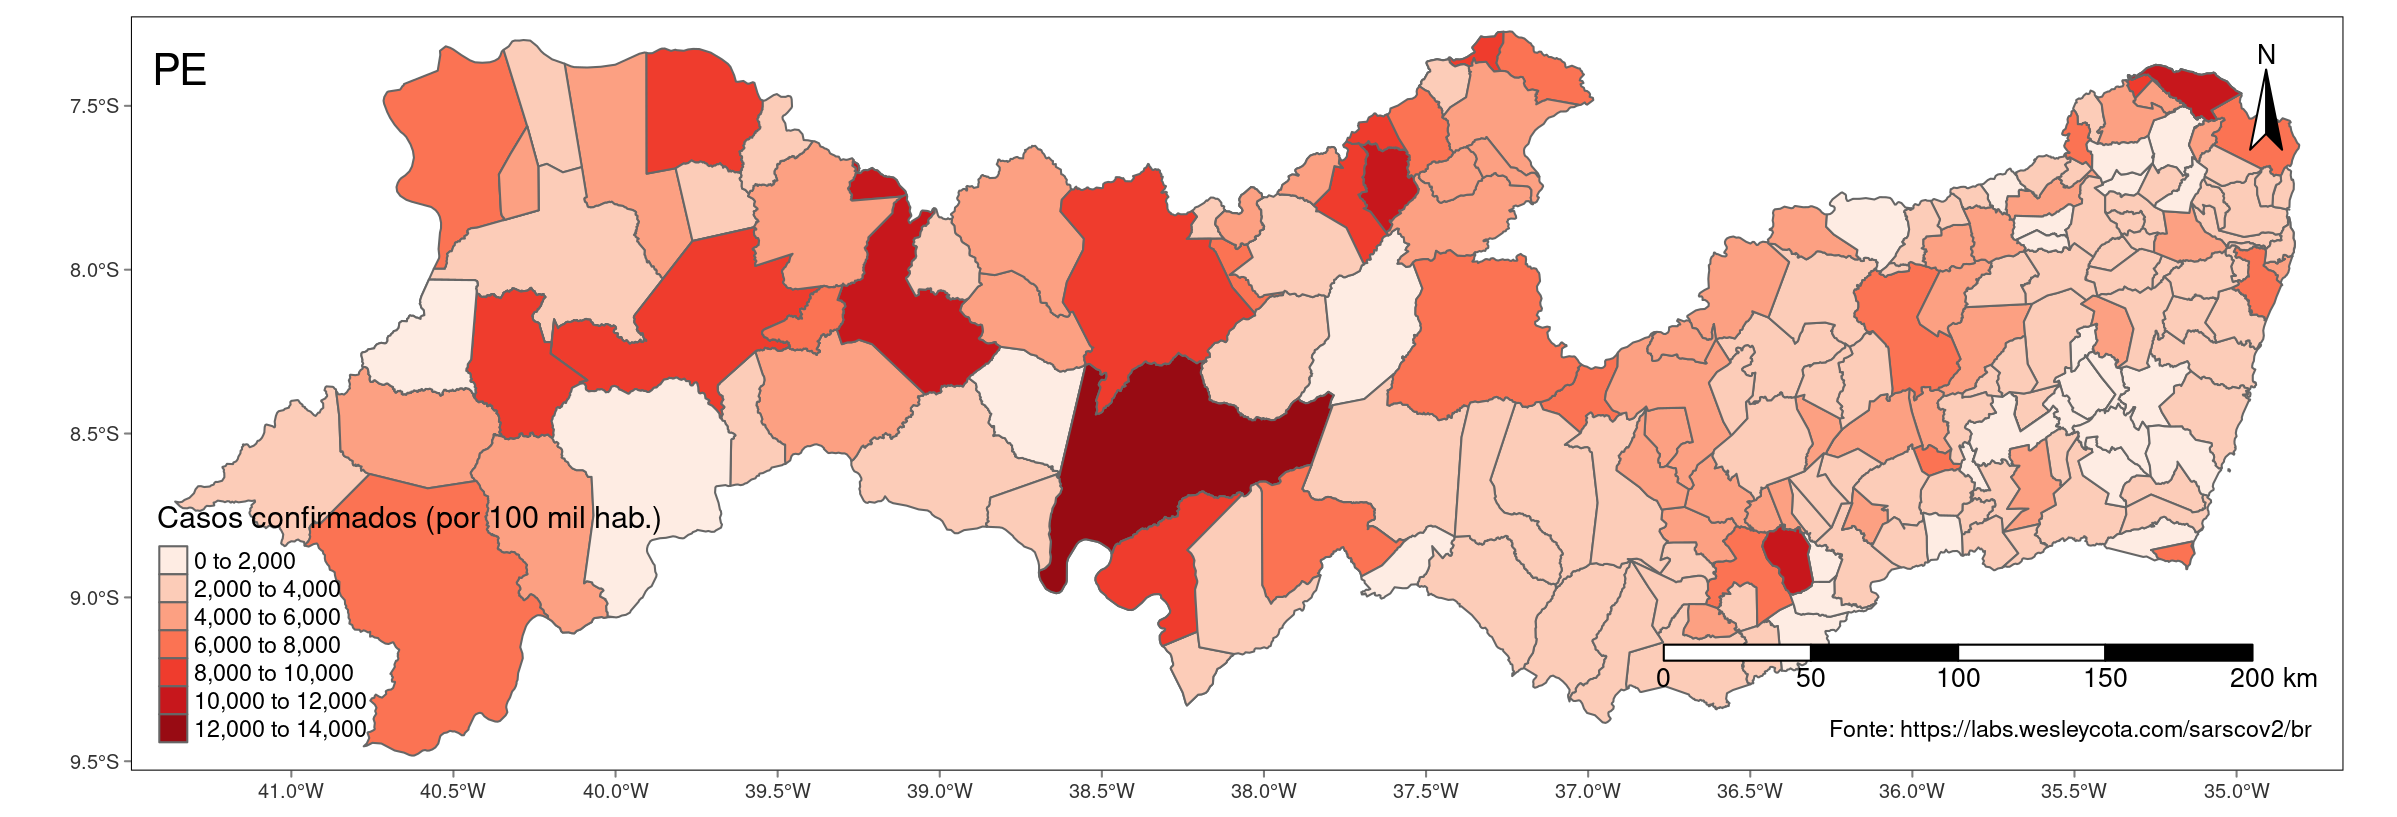 PE
N
7.5°S
8.0°S
8.5°S
9.0°S
9.5°S
Casos confirmados (por 100 mil hab.)
0 to 2,000
2,000 to 4,000
4,000 to 6,000
6,000 to 8,000
8,000 to 10,000
10,000 to 12,000
12,000 to 14,000
0 50 100 150 200 km
Fonte: https://labs.wesleycota.com/sarscov2/br
41.0°W 40.5°W 40.0°W 39.5°W 39.0°W 38.5°W 38.0°W 37.5°W 37.0°W 36.5°W 36.0°W 35.5°W 35.0°W